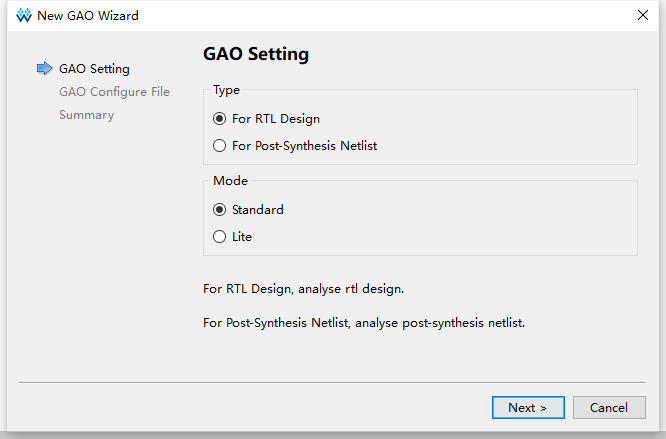 New GAO Wizard
GAO Setting
GAO Configure File
Summary
GAO Setting
Type
For RTL Design
For Post-Synthesis Netlist
Mode
Standard
Lite
For RTL Design, analyse rtl design.
For Post-Synthesis Netlist, analyse post-synthesis netlist.
Next >
Cancel